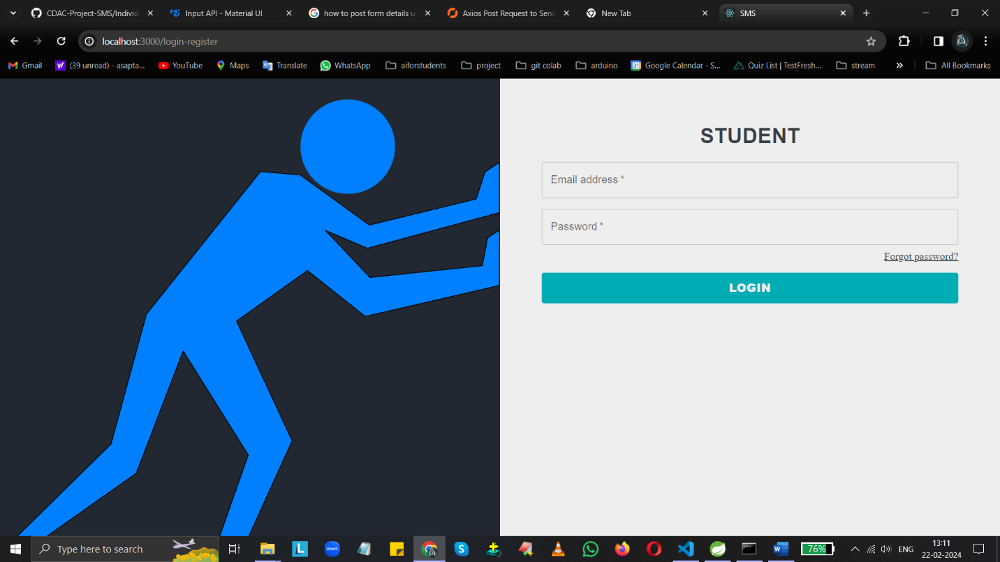 CDAC-Project-SMS/Individ
Input API - Material UI
how to post form details u
Axios Post Request to Send
New Tab
SMS
localhost:3000/login-register
Gmail
(39 unread) - asapta...
YouTube
Maps
Translate
WhatsApp
aiforstudents
project
git colab
arduino
31
Google Calendar - S...
Quiz List | TestFresh...
stream
»
All Bookmarks
STUDENT
Email address *
Password *
Forgot password?
LOGIN
Type here to search
L
zoom
S
W
76%
ENG
13:11
22-02-2024